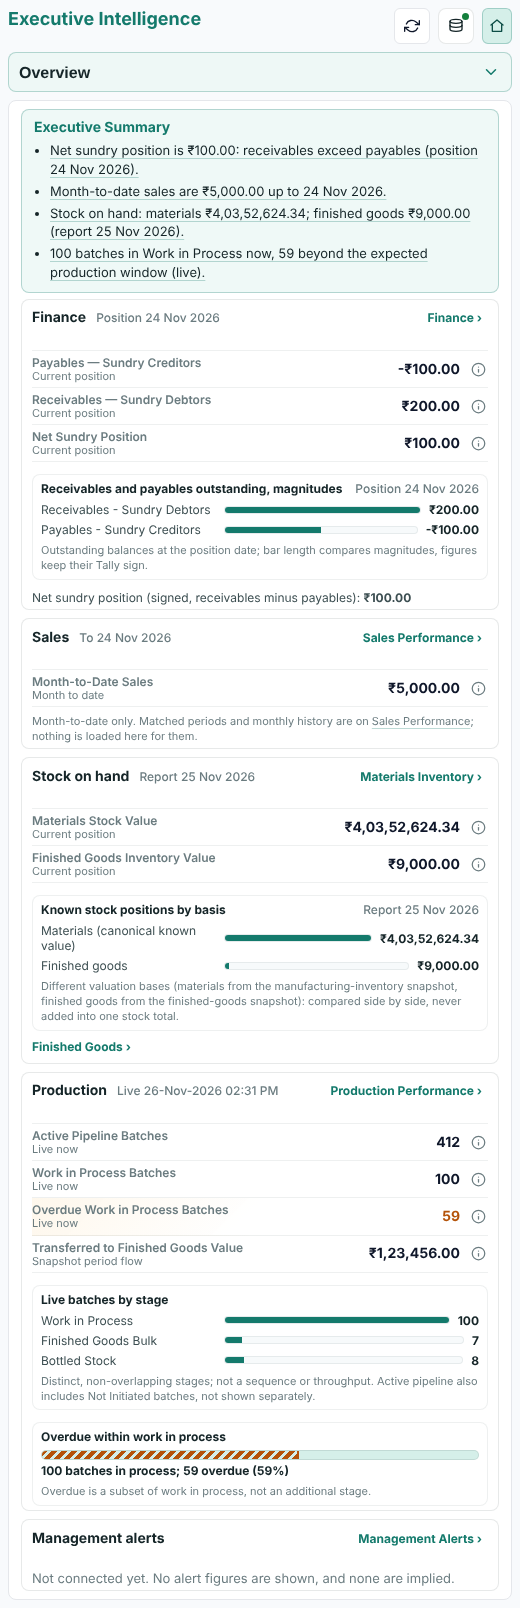 Executive Intelligence
Overview
Executive Summary
• Net sundry position is ₹100.00: receivables exceed payables (position
24 Nov 2026).
• Month-to-date sales are ₹5,000.00 up to 24 Nov 2026.
• Stock on hand: materials ₹4,03,52,624.34; finished goods ₹9,000.00
(report 25 Nov 2026).
• 100 batches in Work in Process now, 59 beyond the expected
production window (live).
Finance Position 24 Nov 2026 Finance ›
Payables — Sundry Creditors
Current position
-₹100.00
Receivables — Sundry Debtors
Current position
₹200.00
Net Sundry Position
Current position
₹100.00
Receivables and payables outstanding, magnitudes Position 24 Nov 2026
Receivables - Sundry Debtors ₹200.00
Payables - Sundry Creditors -₹100.00
Outstanding balances at the position date; bar length compares magnitudes, figures
keep their Tally sign.
Net sundry position (signed, receivables minus payables): ₹100.00
Sales To 24 Nov 2026 Sales Performance ›
Month-to-Date Sales
Month to date
₹5,000.00
Month-to-date only. Matched periods and monthly history are on Sales Performance;
nothing is loaded here for them.
Stock on hand Report 25 Nov 2026 Materials Inventory ›
Materials Stock Value
Current position
₹4,03,52,624.34
Finished Goods Inventory Value
Current position
₹9,000.00
Known stock positions by basis Report 25 Nov 2026
Materials (canonical known
value)
₹4,03,52,624.34
Finished goods ₹9,000.00
Different valuation bases (materials from the manufacturing-inventory snapshot,
finished goods from the finished-goods snapshot): compared side by side, never
added into one stock total.
Finished Goods ›
Production Live 26-Nov-2026 02:31 PM Production Performance ›
Active Pipeline Batches
Live now
412
Work in Process Batches
Live now
100
Overdue Work in Process Batches
Live now
59
Transferred to Finished Goods Value
Snapshot period flow
₹1,23,456.00
Live batches by stage
Work in Process 100
Finished Goods Bulk 7
Bottled Stock 8
Distinct, non-overlapping stages; not a sequence or throughput. Active pipeline also
includes Not Initiated batches, not shown separately.
Overdue within work in process
100 batches in process; 59 overdue (59%)
Overdue is a subset of work in process, not an additional stage.
Management alerts Management Alerts ›
Not connected yet. No alert figures are shown, and none are implied.